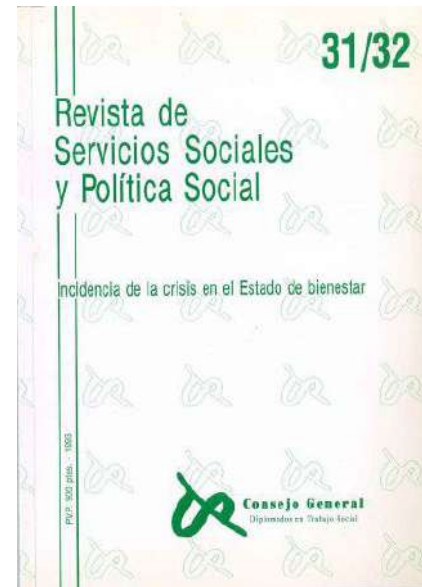 31/32
Revista de
Servicios Sociales
y Política Social
Incidencia de la crisis en el Estado de bienestar
P.V.P. 900 ptas. - 1993
Consejo General
Diplomados en Trabajo Social